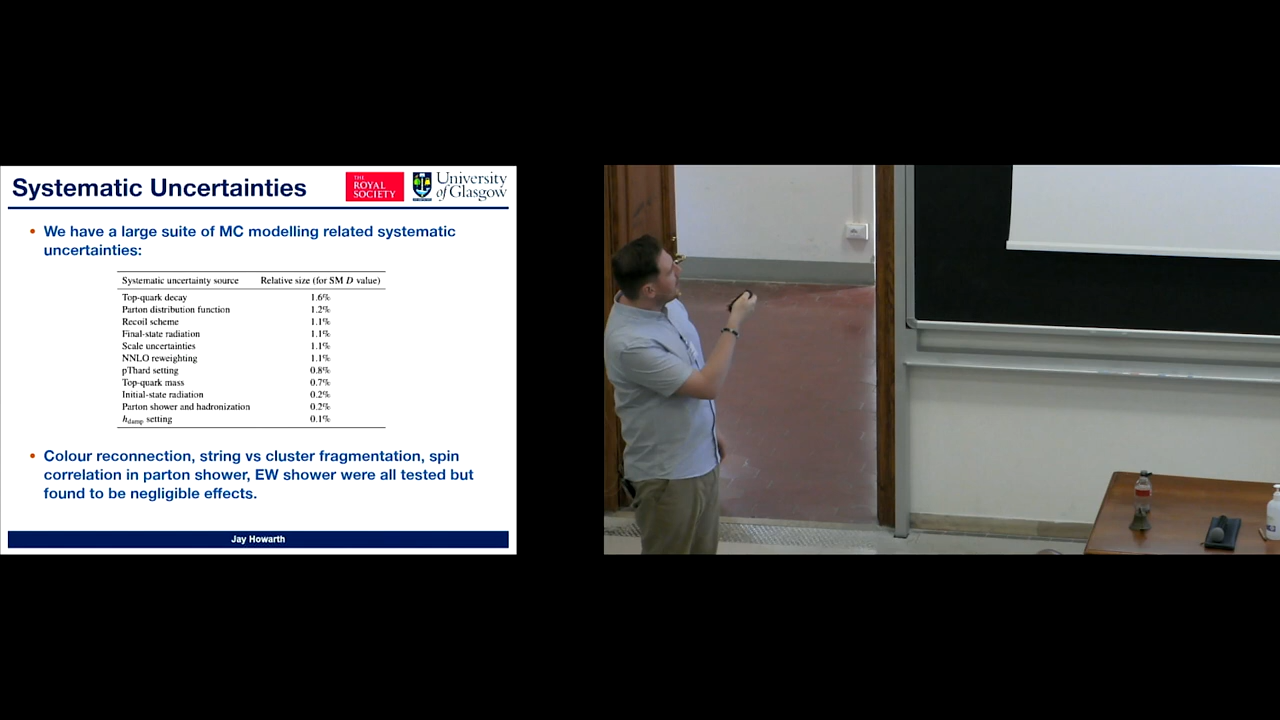 Systematic Uncertainties
THE
ROYAL
SOCIETY
University
of Glasgow
• We have a large suite of MC modelling related systematic
uncertainties:
Systematic uncertainty source Relative size (for SM D value)
Top-quark decay 1.6%
Parton distribution function 1.2%
Recoil scheme 1.1%
Final-state radiation 1.1%
Scale uncertainties 1.1%
NNLO reweighting 1.1%
pThard setting 0.8%
Top-quark mass 0.7%
Initial-state radiation 0.2%
Parton shower and hadronization 0.2%
hdamp setting 0.1%
• Colour reconnection, string vs cluster fragmentation, spin
correlation in parton shower, EW shower were all tested but
found to be negligible effects.
Jay Howarth